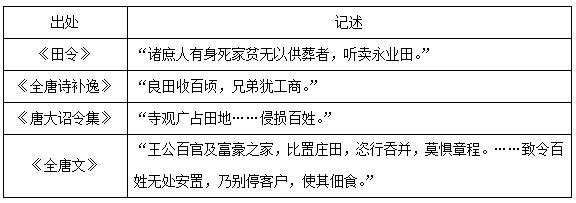 出处 记述
《田令》 “诸庶人有身死家贫无以供葬者，听卖永业田。”
《全唐诗补逸》 “良田收百顷，兄弟犹工商。”
《唐大诏令集》 “寺观广占田地……侵损百姓。”
《全唐文》 “王公百官及富豪之家，比置庄田，恣行吞并，莫惧章程。……致令百
姓无处安置，乃别停客户，使其佃食。”